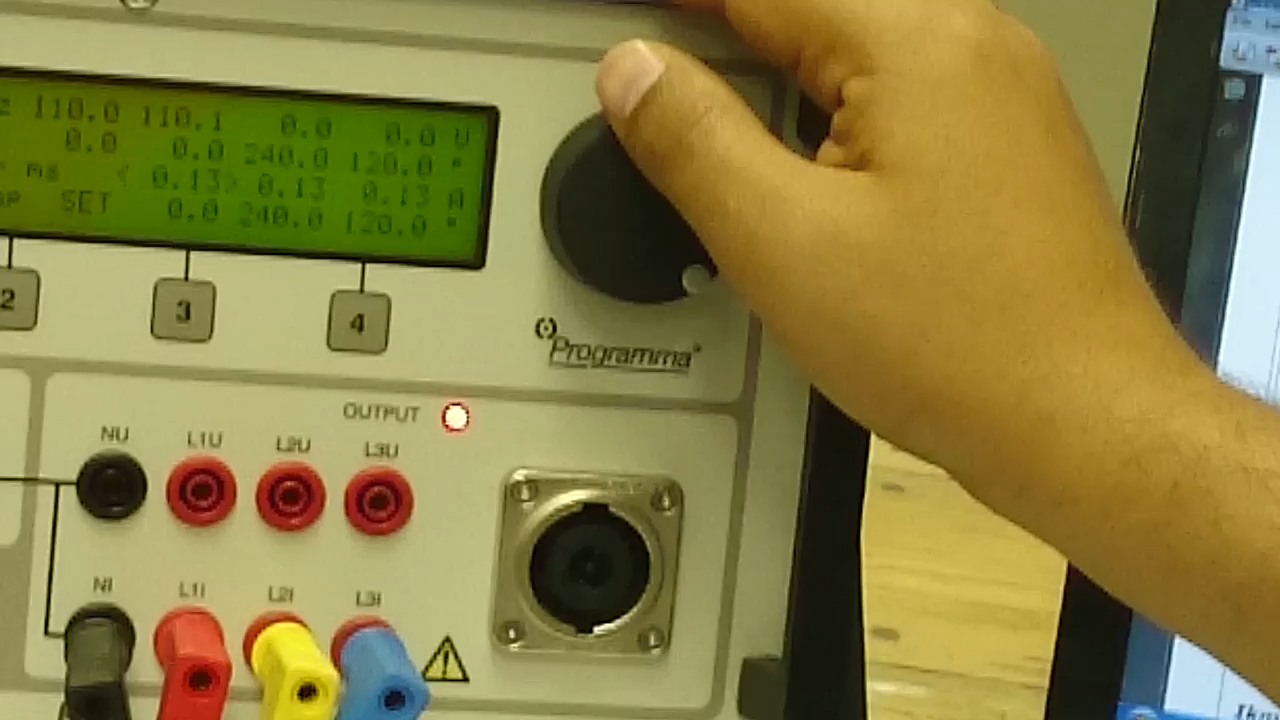 z 110.0 110.1 0.0 0.0 U
0.0 0.0 240.0 120.0 °
ms < 0.13> 0.13 0.13 A
SET 0.0 240.0 120.0 °
2
3
4
Programma®
OUTPUT
NU
L1U
L2U
L3U
NI
L1I
L2I
L3I